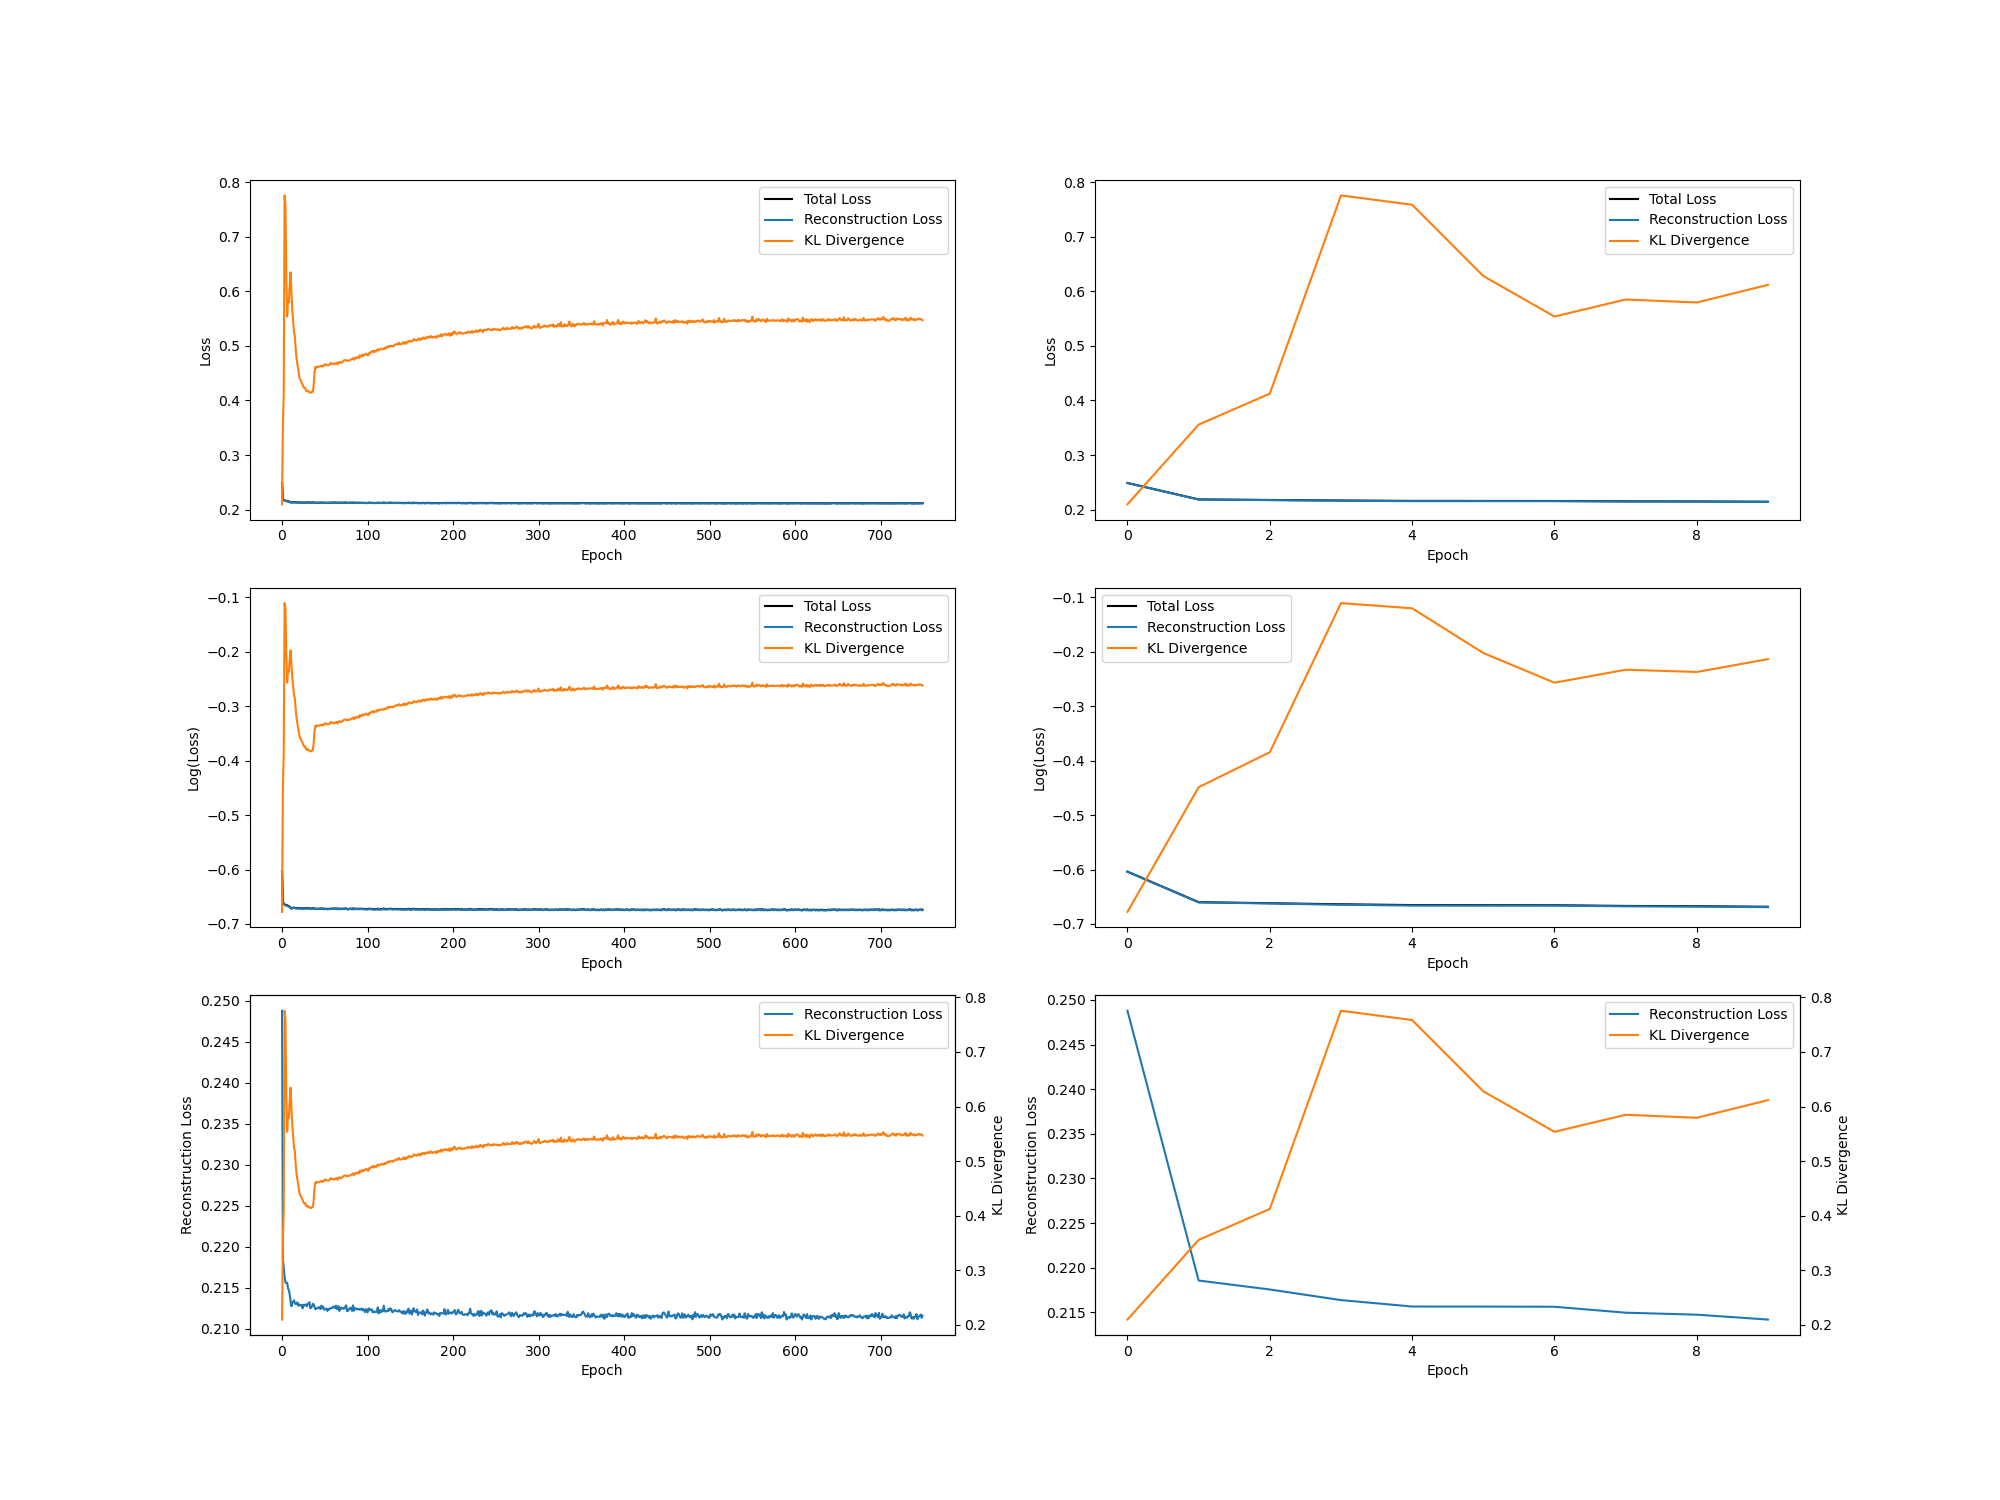 0.8
0.7
0.6
0.5
0.4
0.3
0.2
Loss
0 100 200 300 400 500 600 700
Epoch
Total Loss
Reconstruction Loss
KL Divergence
0.8
0.7
0.6
0.5
0.4
0.3
0.2
Loss
0 2 4 6 8
Epoch
Total Loss
Reconstruction Loss
KL Divergence
−0.1
−0.2
−0.3
−0.4
−0.5
−0.6
−0.7
Log(Loss)
0 100 200 300 400 500 600 700
Epoch
Total Loss
Reconstruction Loss
KL Divergence
−0.1
−0.2
−0.3
−0.4
−0.5
−0.6
−0.7
Log(Loss)
0 2 4 6 8
Epoch
Total Loss
Reconstruction Loss
KL Divergence
0.250
0.245
0.240
0.235
0.230
0.225
0.220
0.215
0.210
Reconstruction Loss
0 100 200 300 400 500 600 700
Epoch
Reconstruction Loss
KL Divergence
0.8
0.7
0.6
0.5
0.4
0.3
0.2
KL Divergence
0.250
0.245
0.240
0.235
0.230
0.225
0.220
0.215
Reconstruction Loss
0 2 4 6 8
Epoch
Reconstruction Loss
KL Divergence
0.8
0.7
0.6
0.5
0.4
0.3
0.2
KL Divergence